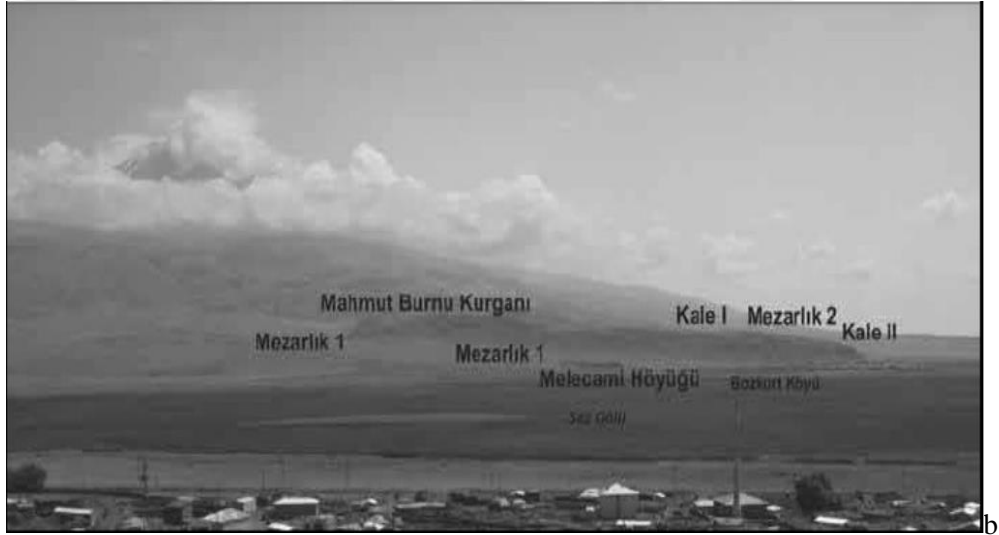 Mahmut Burnu Kurganı
Kale I
Mezarlık 2
Kale II
Mezarlık 1
Mezarlık 1
Melecami Höyüğü
Bozkurt Köyü
Saz Gölü
b